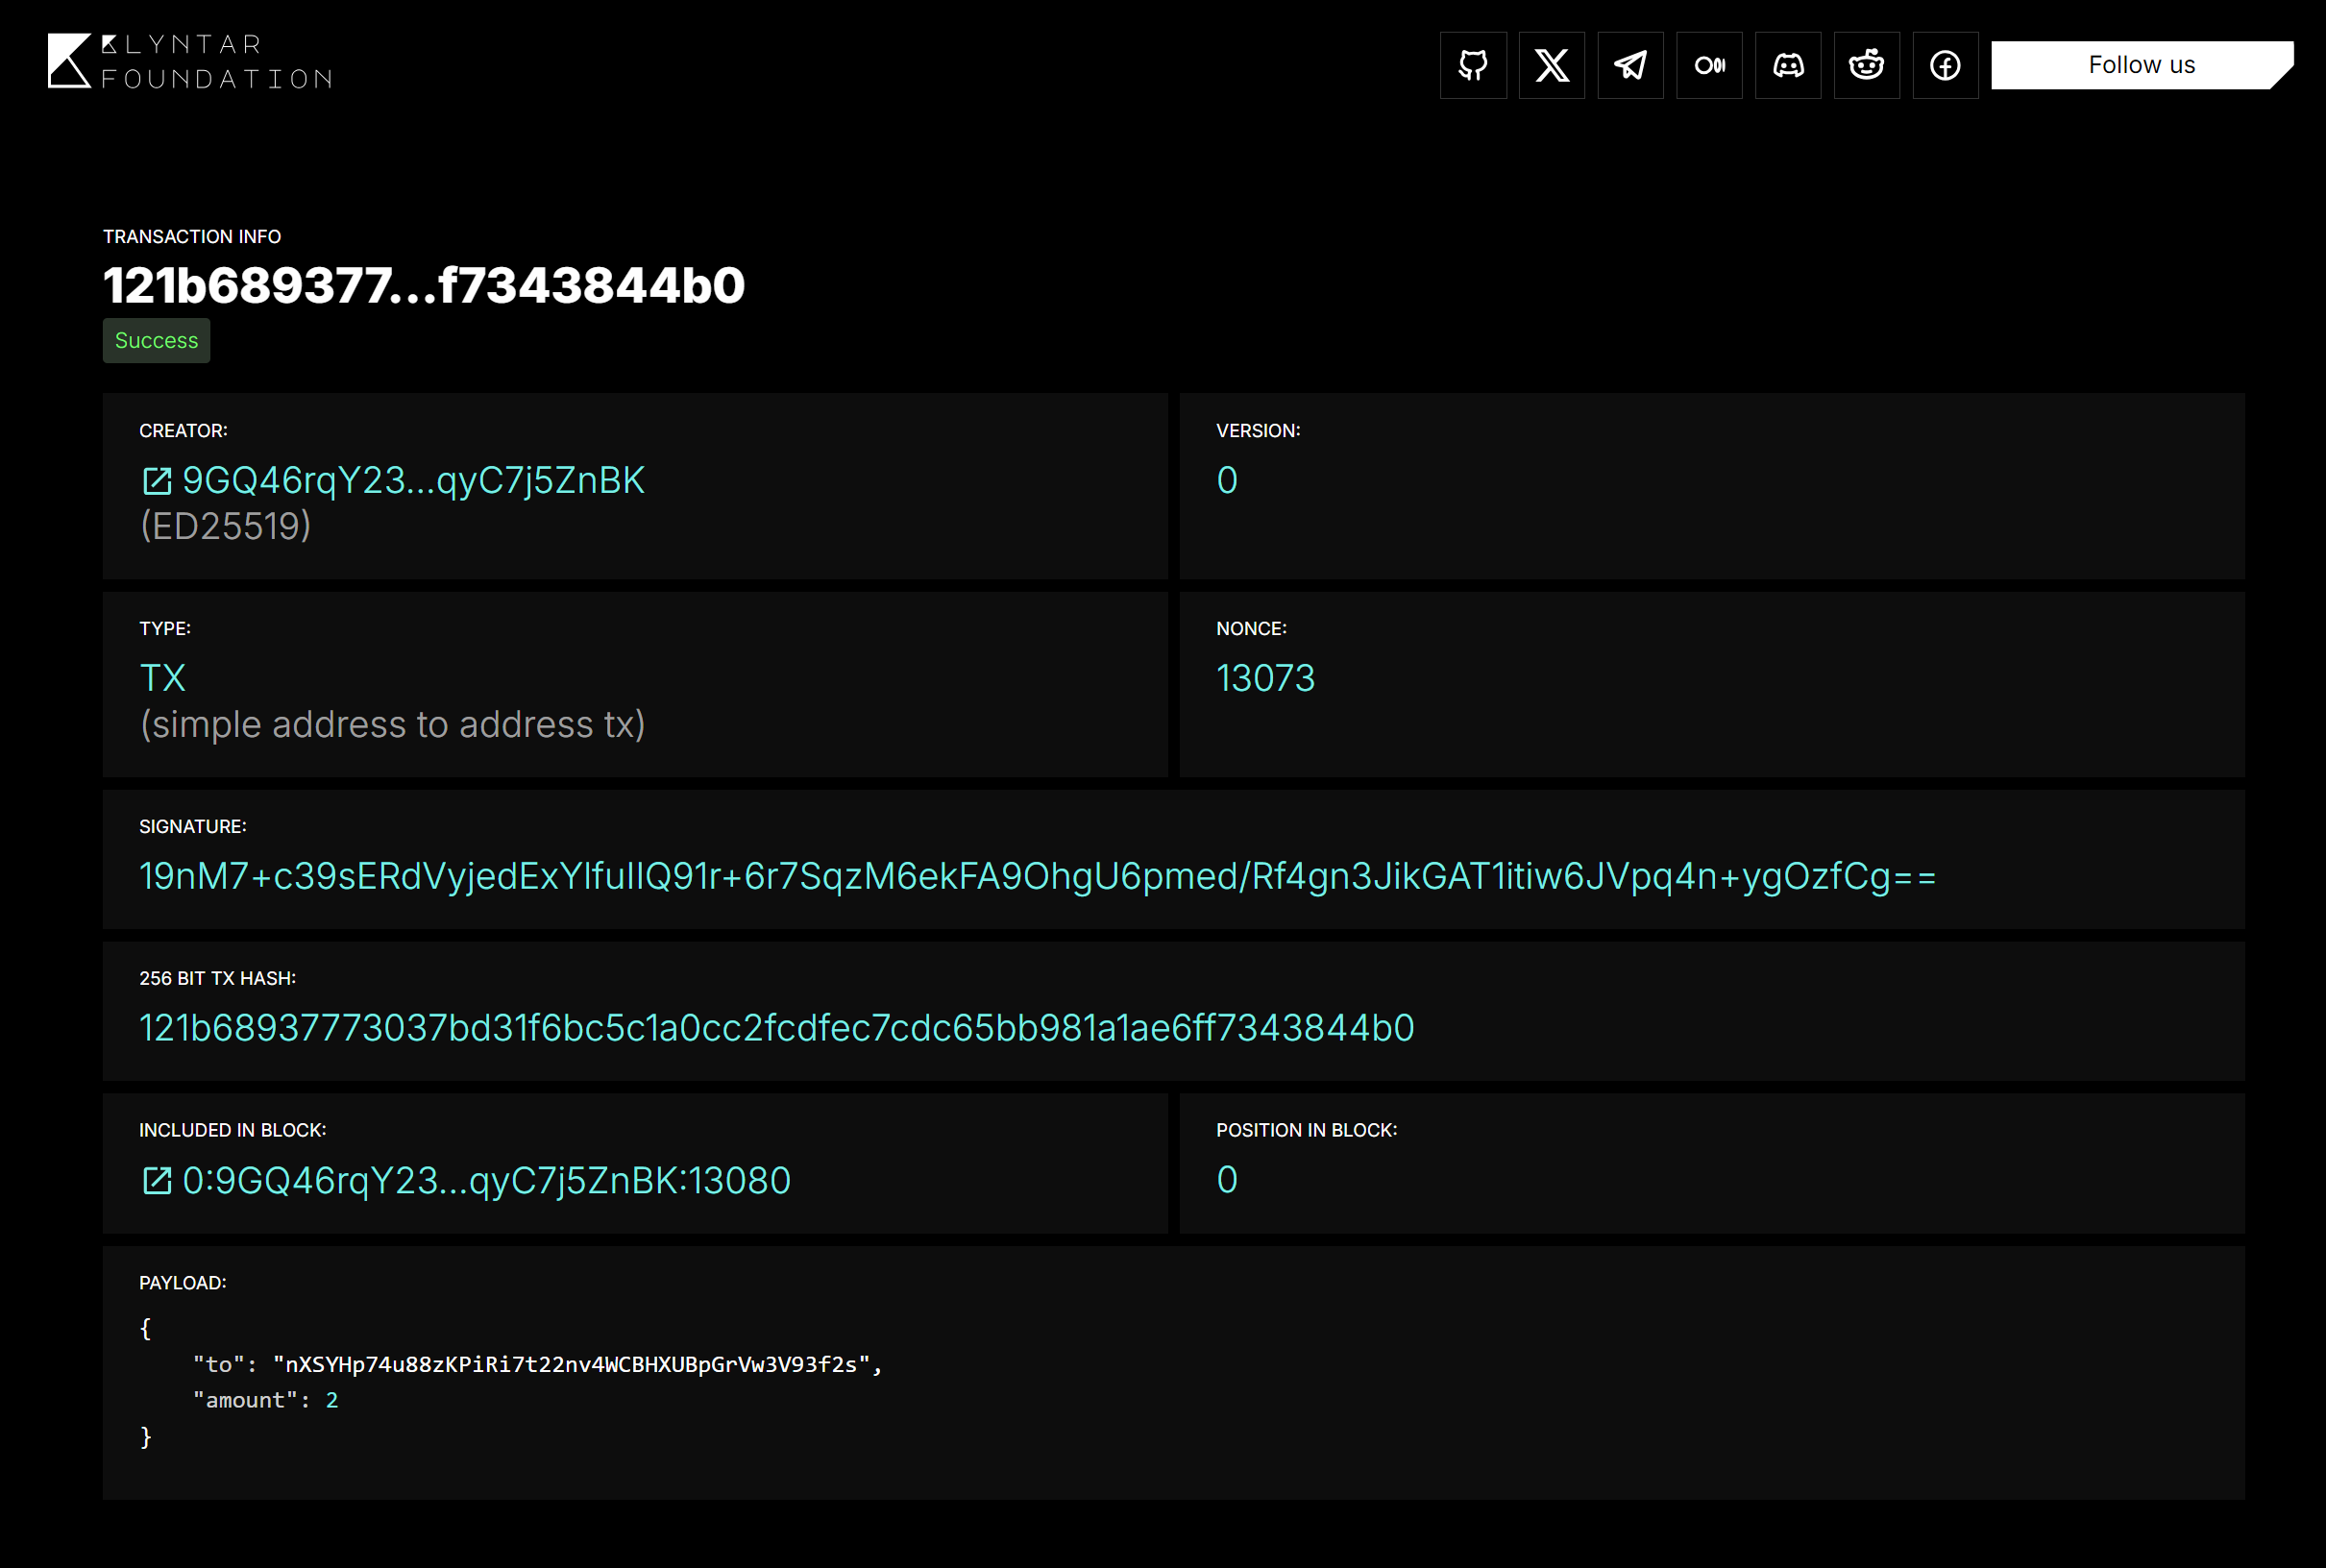 KLYNTAR
FOUNDATION
Follow us
TRANSACTION INFO
121b689377...f7343844b0
Success
CREATOR:
9GQ46rqY23...qyC7j5ZnBK
(ED25519)
VERSION:
0
TYPE:
TX
(simple address to address tx)
NONCE:
13073
SIGNATURE:
19nM7+c39sERdVyjedExYlfulIQ91r+6r7SqzM6ekFA9OhgU6pmed/Rf4gn3JikGAT1itiw6JVpq4n+ygOzfCg==
256 BIT TX HASH:
121b68937773037bd31f6bc5c1a0cc2fcdfec7cdc65bb981a1ae6ff7343844b0
INCLUDED IN BLOCK:
0:9GQ46rqY23...qyC7j5ZnBK:13080
POSITION IN BLOCK:
0
PAYLOAD:
{
"to": "nXSYHp74u88zKPiRi7t22nv4WCBHXUBpGrVw3V93f2s",
"amount": 2
}